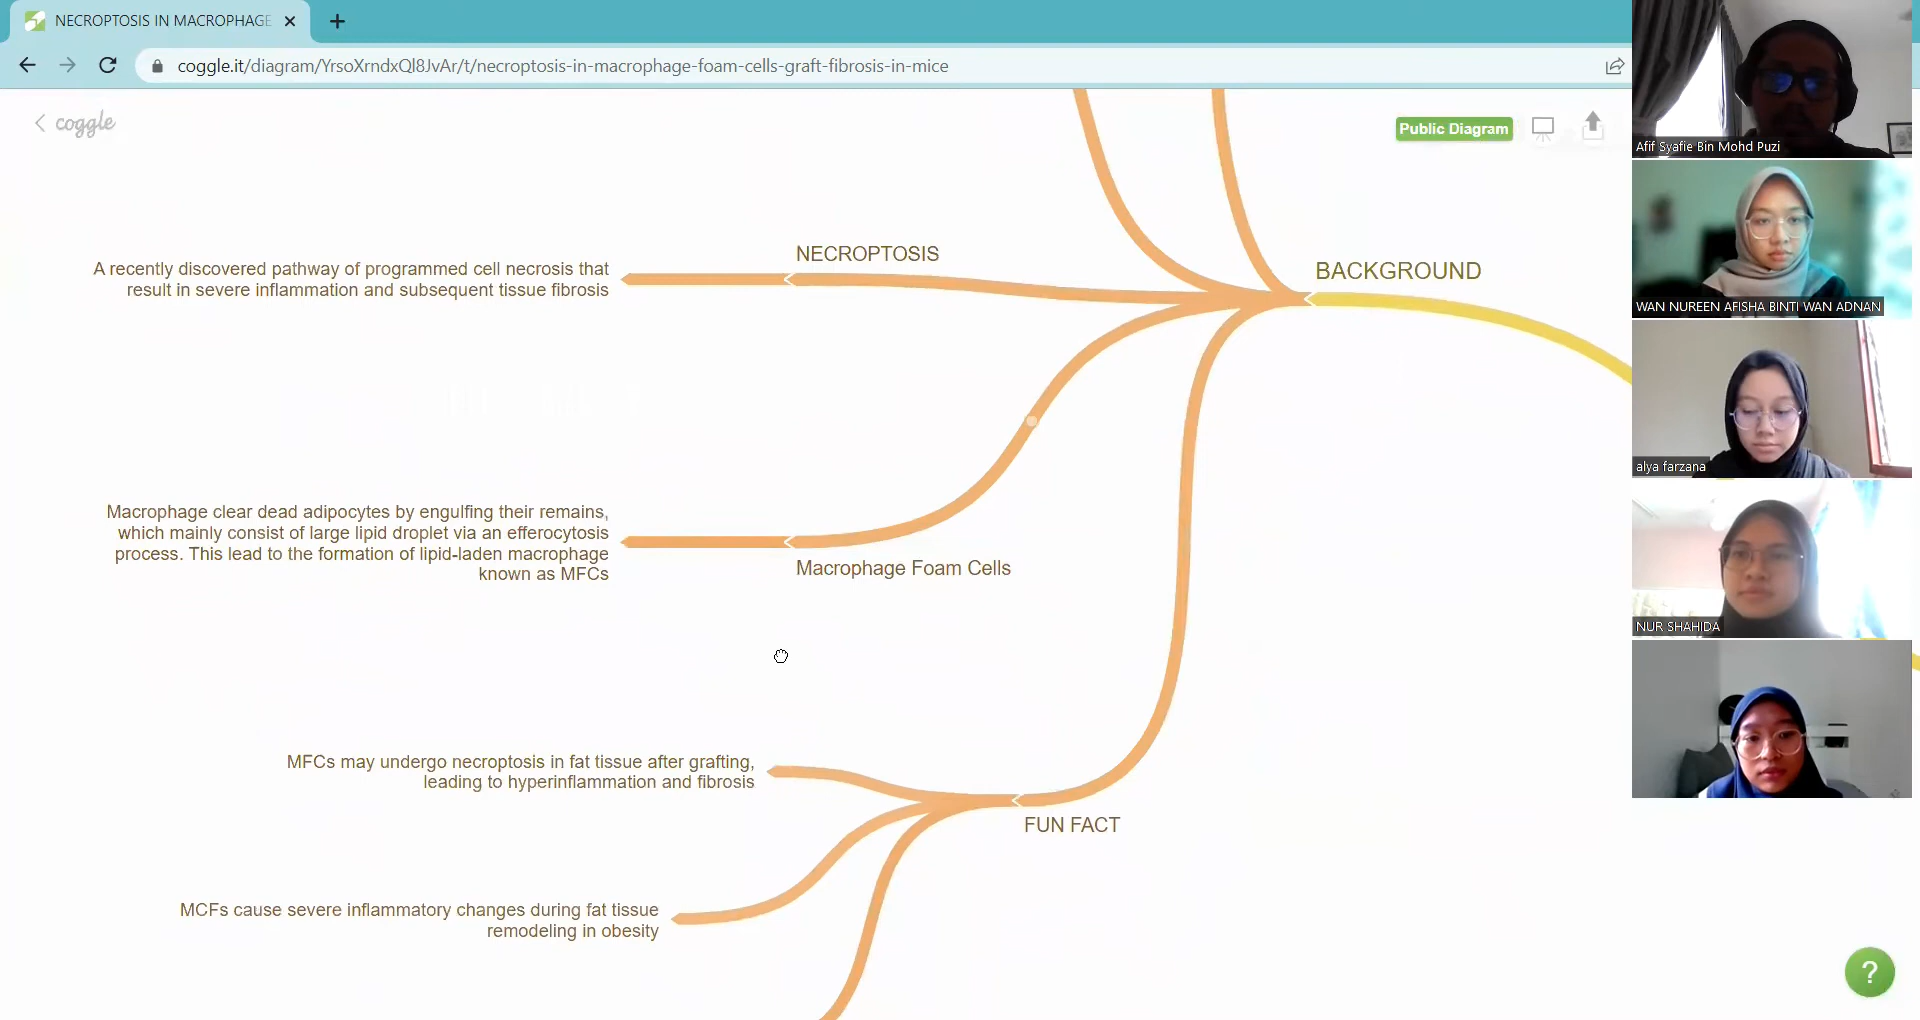 NECROPTOSIS IN MACROPHAGE
coggle.it/diagram/YrsoXrndxQl8JvAr/t/necroptosis-in-macrophage-foam-cells-graft-fibrosis-in-mice
coggle
Public Diagram
NECROPTOSIS
A recently discovered pathway of programmed cell necrosis that
result in severe inflammation and subsequent tissue fibrosis
BACKGROUND
Macrophage clear dead adipocytes by engulfing their remains,
which mainly consist of large lipid droplet via an efferocytosis
process. This lead to the formation of lipid-laden macrophage
known as MFCs
Macrophage Foam Cells
MFCs may undergo necroptosis in fat tissue after grafting,
leading to hyperinflammation and fibrosis
FUN FACT
MCFs cause severe inflammatory changes during fat tissue
remodeling in obesity
?
Afif Syafie Bin Mohd Puzi
WAN NUREEN AFISHA BINTI WAN ADNAN
alya farzana
NUR SHAHIDA